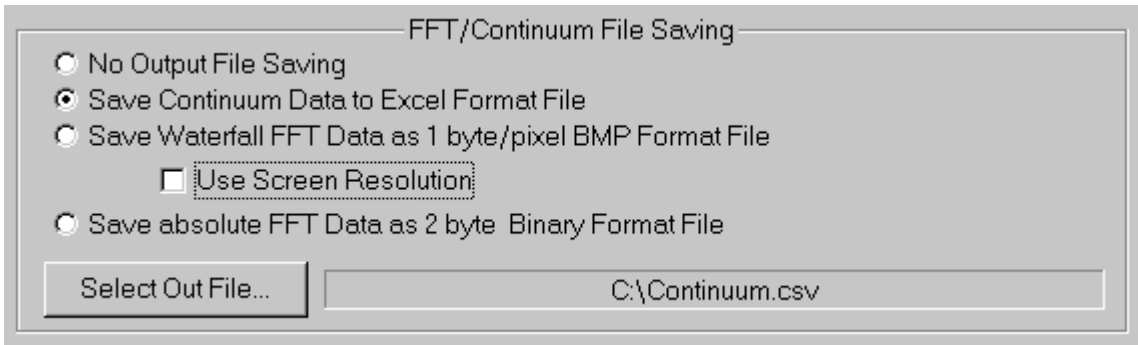 FFT/Continuum File Saving
No Output File Saving
Save Continuum Data to Excel Format File
Save Waterfall FFT Data as 1 byte/pixel BMP Format File
Use Screen Resolution
Save absolute FFT Data as 2 byte  Binary Format File
Select Out File... C:\Continuum.csv